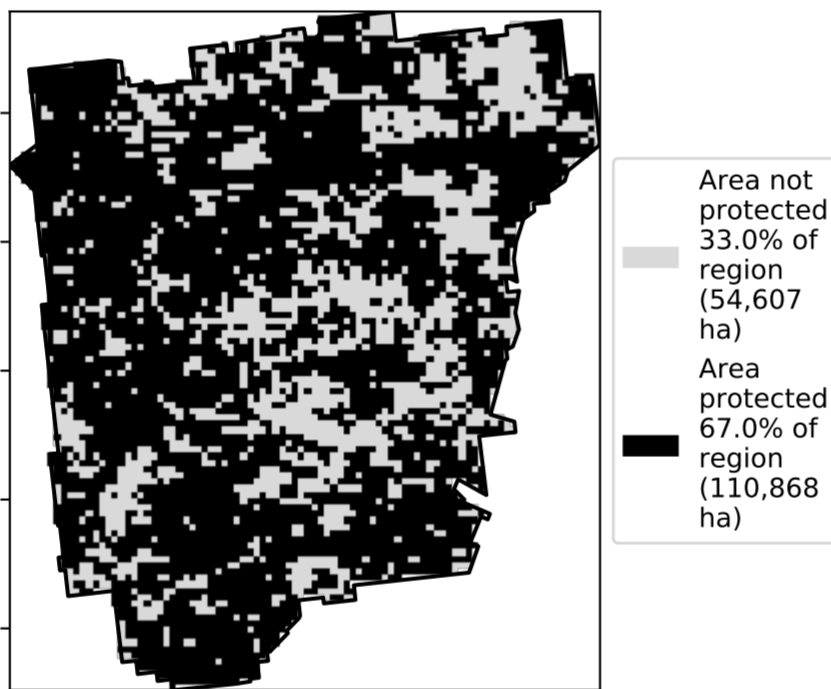 Area not
protected
33.0% of
region
(54,607
ha)
Area
protected
67.0% of
region
(110,868
ha)